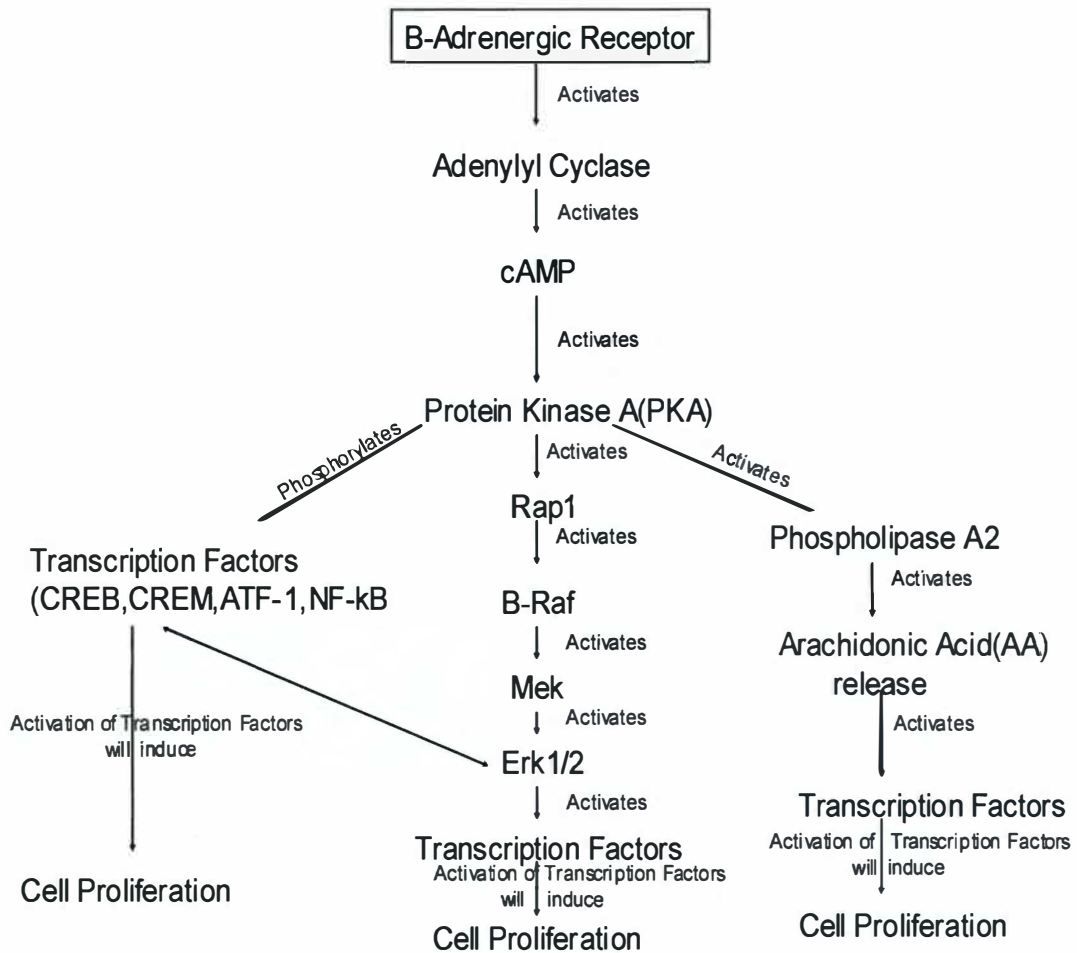 B-Adrenergic Receptor
Activates
Adenylyl Cyclase
Activates
cAMP
Activates
Protein Kinase A(PKA)
Phosphorylates
Activates
Activates
Rap1
Activates
Phospholipase A2
Transcription Factors
(CREB,CREM,ATF-1,NF-kB
Activates
B-Raf
Activates
Arachidonic Acid(AA)
release
Mek
Activates
Activates
Activation of Transcription Factors
will induce
Erk1/2
Activates
Transcription Factors
Activation of Transcription Factors
will induce
Transcription Factors
Activation of Transcription Factors
will induce
Cell Proliferation
Cell Proliferation
Cell Proliferation